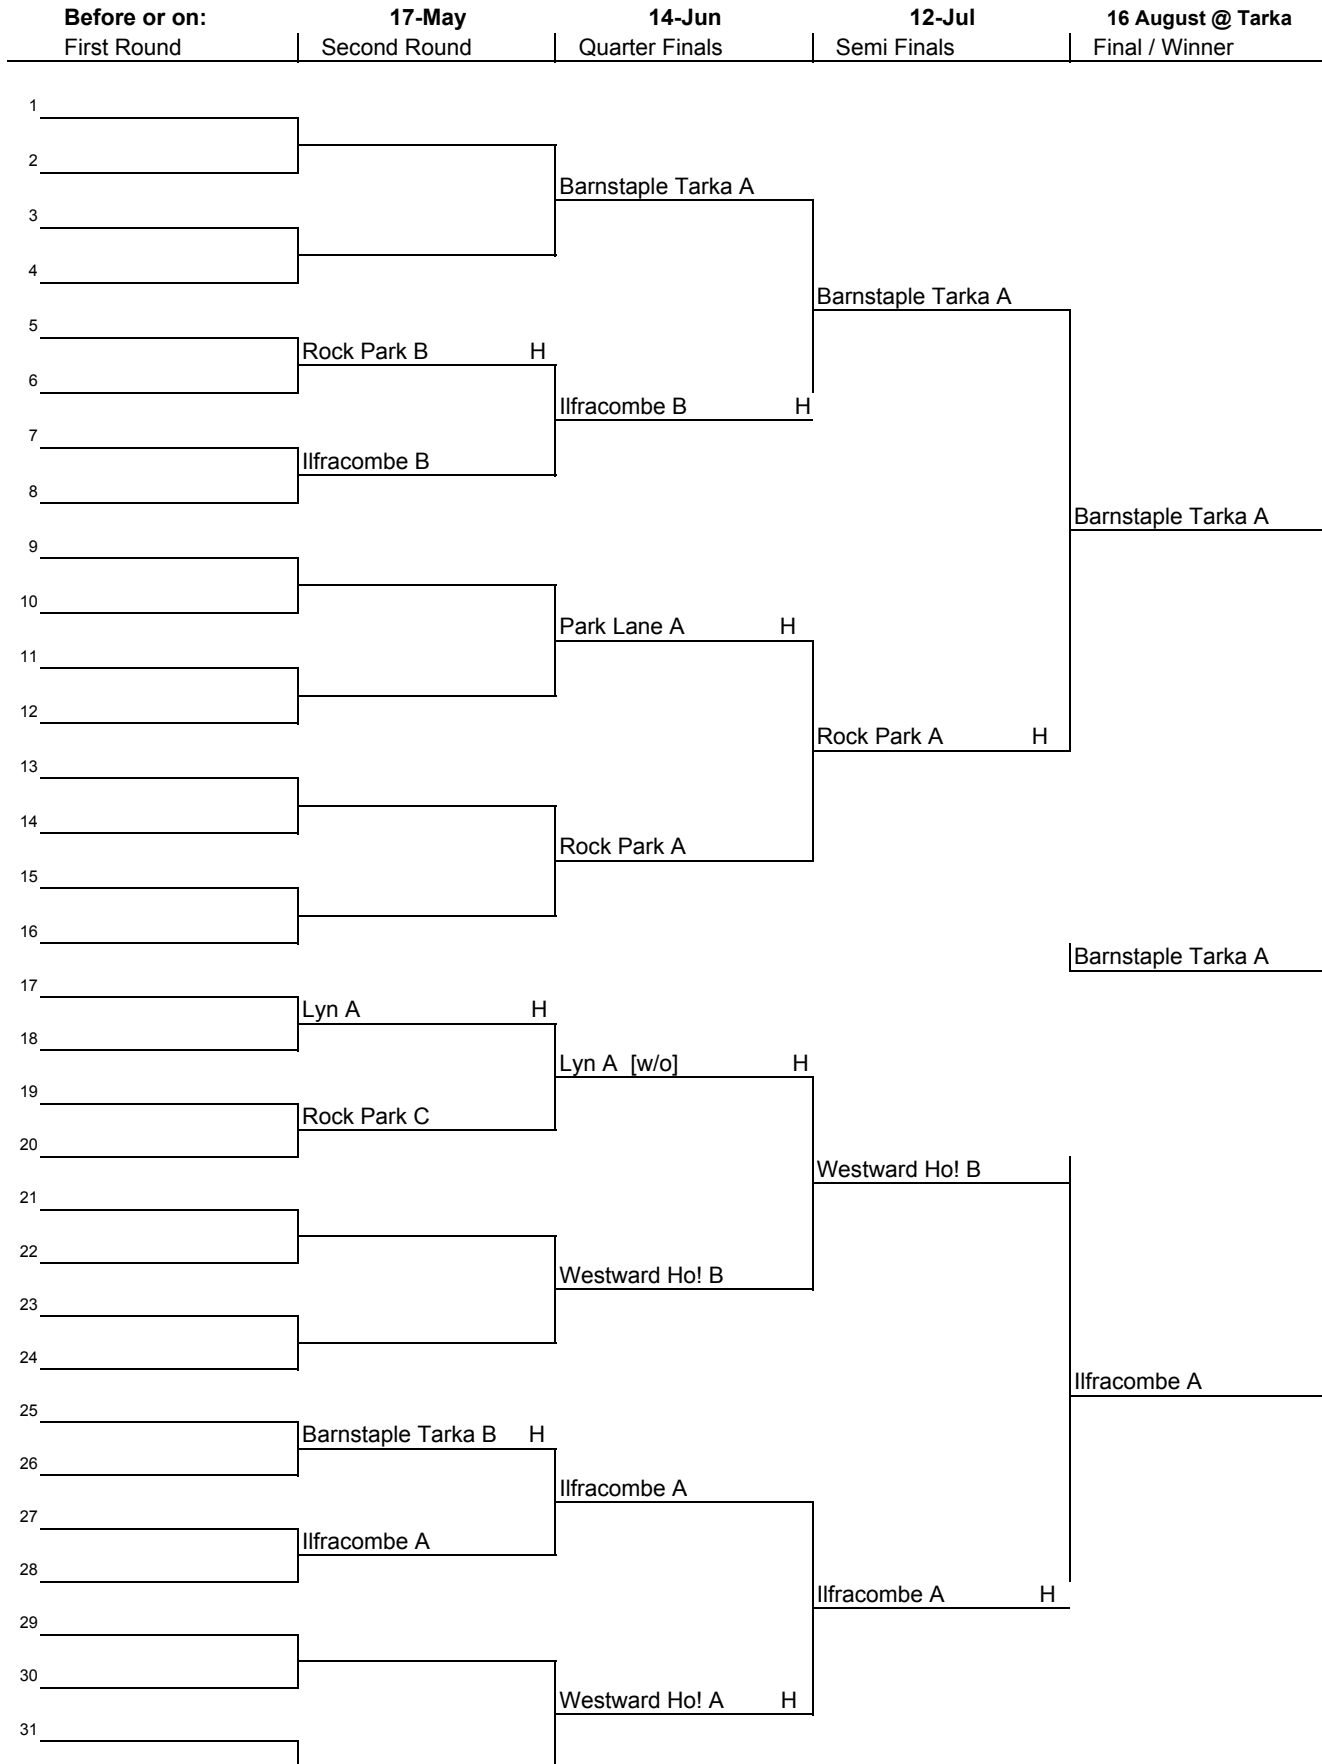 Before or on: 17-May 14-Jun 12-Jul 16 August @ Tarka
First Round Second Round Quarter Finals Semi Finals Final / Winner
1
2
Barnstaple Tarka A
3
4
Barnstaple Tarka A
5
Rock Park B H
6
Ilfracombe B H
7
Ilfracombe B
8
Barnstaple Tarka A
9
10
Park Lane A H
11
12
Rock Park A H
13
14
Rock Park A
15
16
Barnstaple Tarka A
17
Lyn A H
18
Lyn A [w/o] H
19
Rock Park C
20
Westward Ho! B
21
22
Westward Ho! B
23
24
Ilfracombe A
25
Barnstaple Tarka B H
26
Ilfracombe A
27
Ilfracombe A
28
Ilfracombe A H
29
30
Westward Ho! A H
31